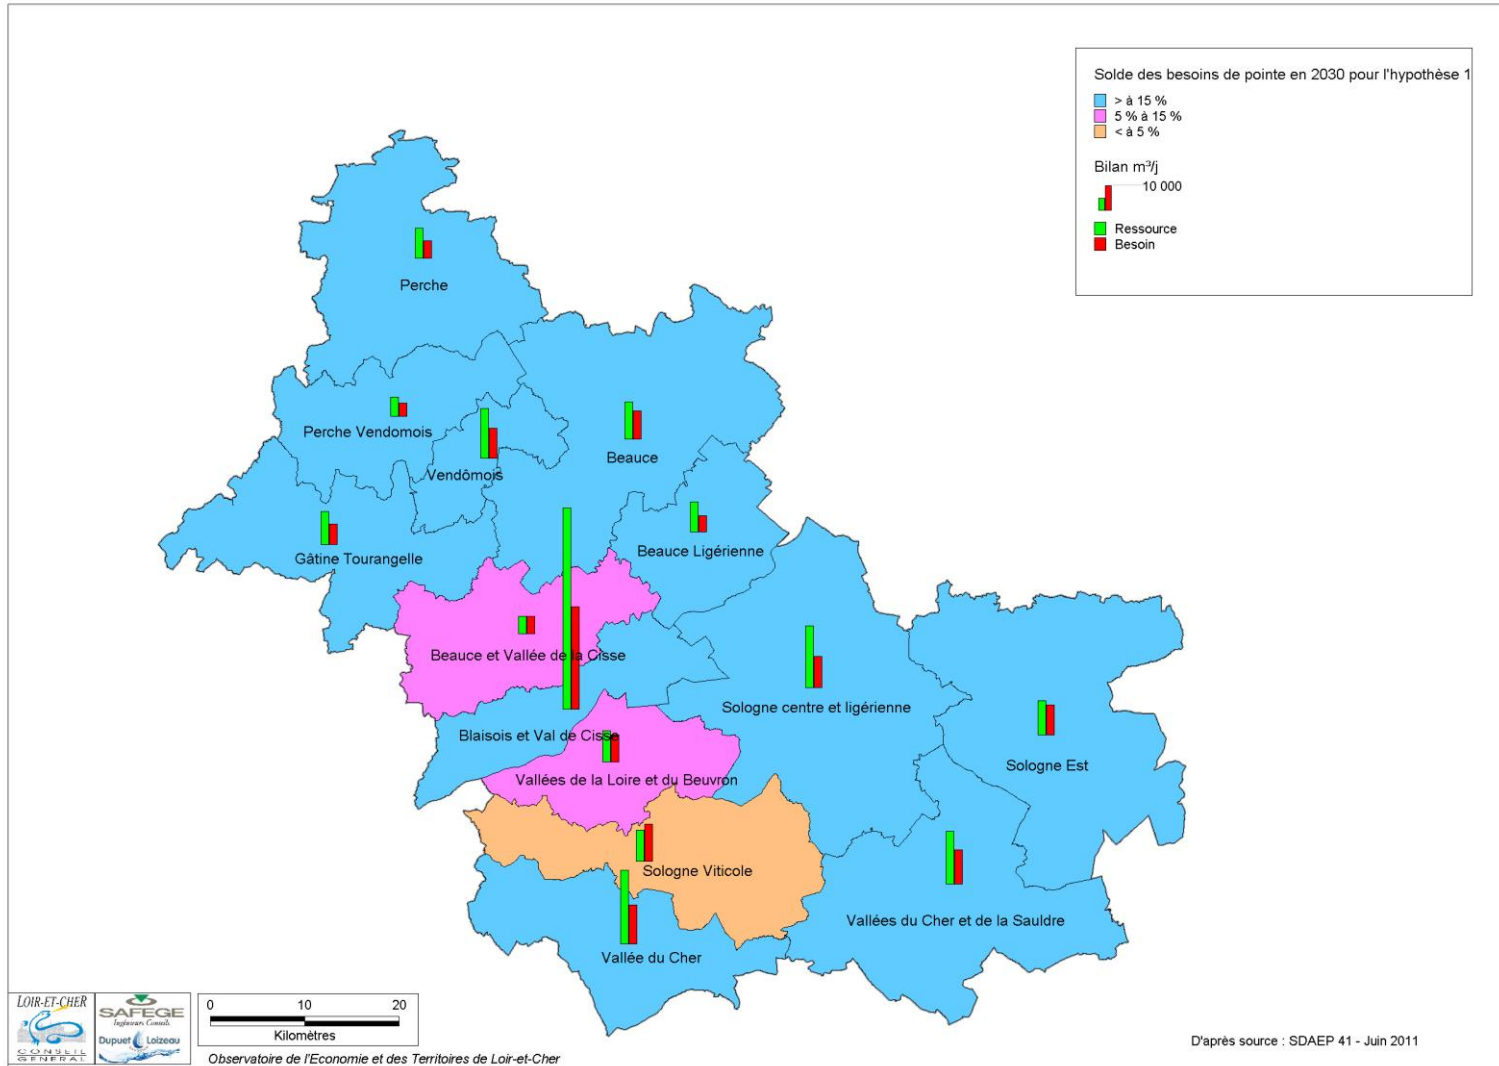 Solde des besoins de pointe en 2030 pour l'hypothèse 1
> à 15 %
5 % à 15 %
< à 5 %
Bilan m³/j
10 000
Ressource
Besoin
Perche
Perche Vendomois
Vendômois
Beauce
Gâtine Tourangelle
Beauce Ligérienne
Beauce et Vallée de la Cisse
Sologne centre et ligérienne
Blaisois et Val de Cisse
Sologne Est
Vallées de la Loire et du Beuvron
Sologne Viticole
Vallées du Cher et de la Sauldre
Vallée du Cher
LOIR-ET-CHER
CONSEIL
GENERAL
SAFEGE
Ingénieurs Conseils
Dupuet Loizeau
0 10 20
Kilomètres
Observatoire de l'Economie et des Territoires de Loir-et-Cher
D'après source : SDAEP 41 - Juin 2011